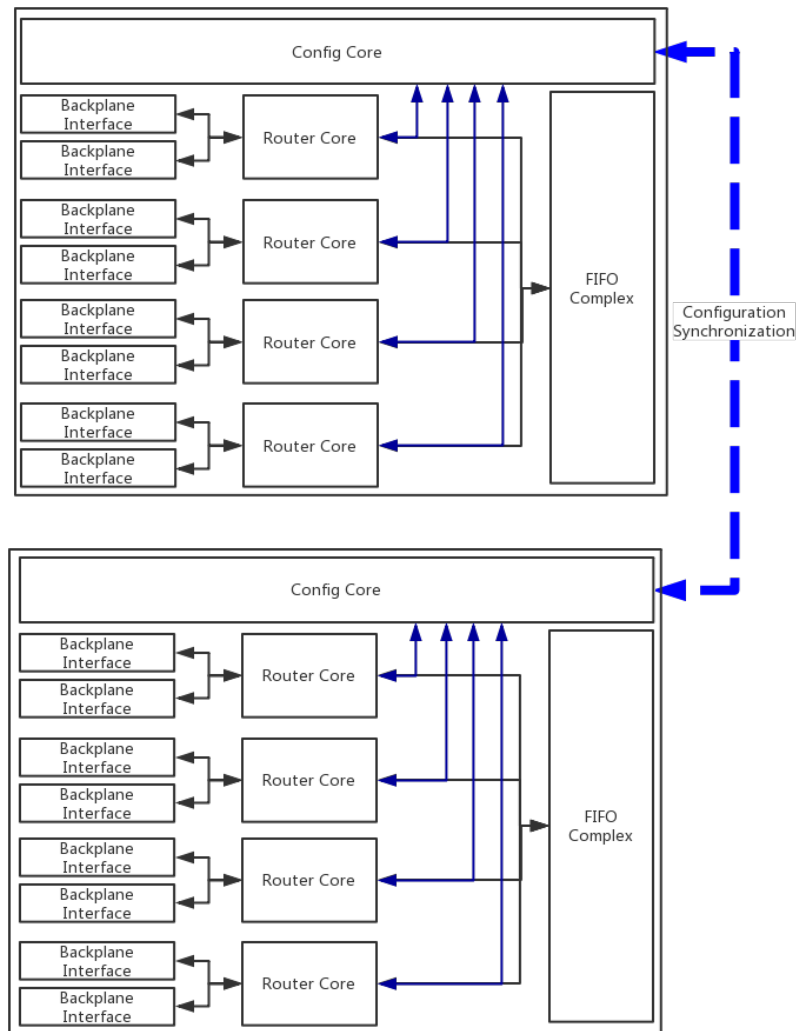 Config Core
Backplane
Interface
Backplane
Interface
Router Core
Backplane
Interface
Backplane
Interface
Router Core
Backplane
Interface
Backplane
Interface
Router Core
Backplane
Interface
Backplane
Interface
Router Core
FIFO
Complex
Configuration
Synchronization
Config Core
Backplane
Interface
Backplane
Interface
Router Core
Backplane
Interface
Backplane
Interface
Router Core
Backplane
Interface
Backplane
Interface
Router Core
Backplane
Interface
Backplane
Interface
Router Core
FIFO
Complex